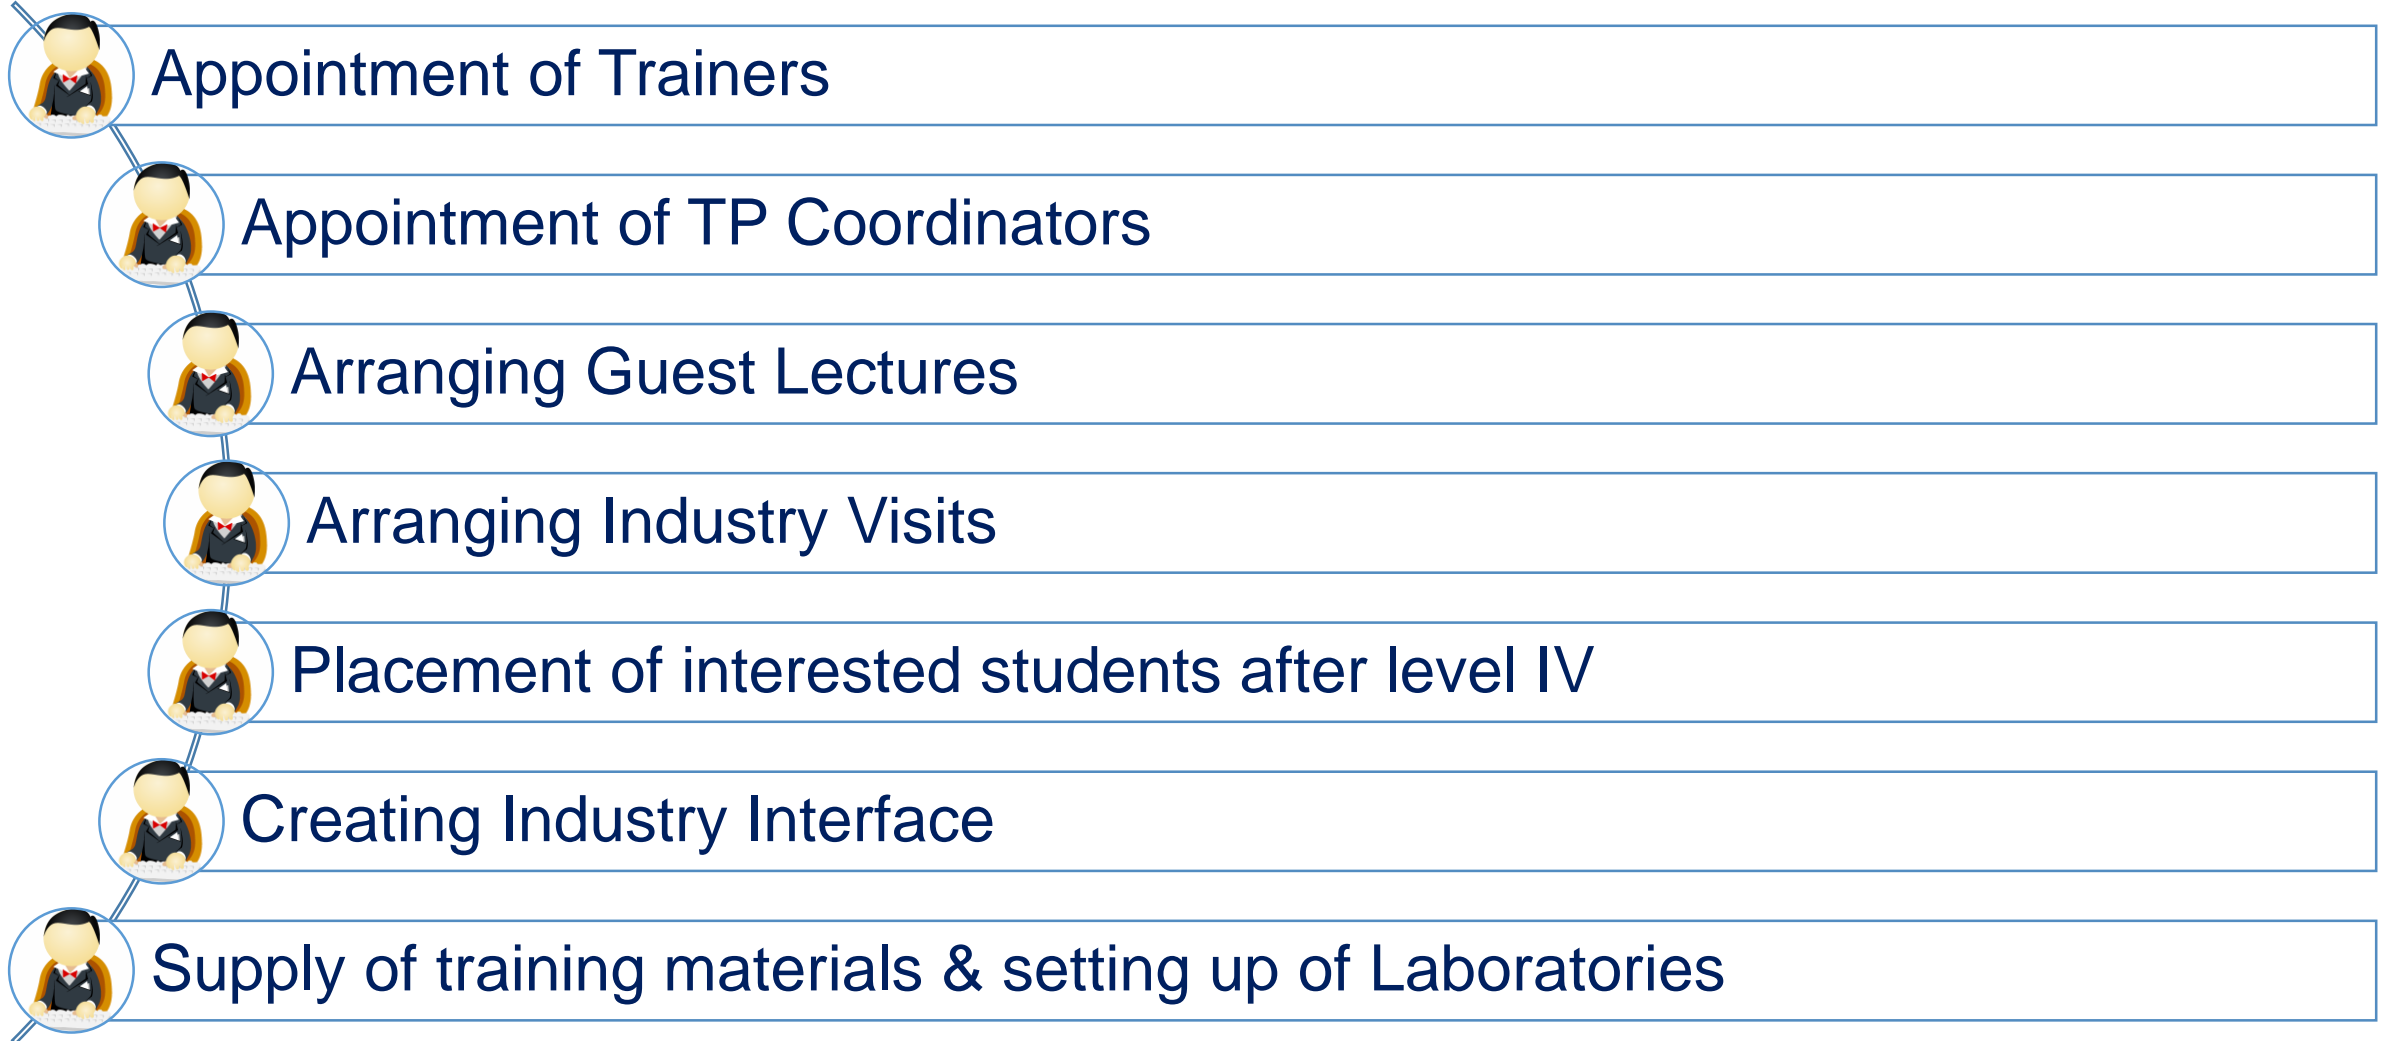 Appointment of Trainers
Appointment of TP Coordinators
Arranging Guest Lectures
Arranging Industry Visits
Placement of interested students after level IV
Creating Industry Interface
Supply of training materials & setting up of Laboratories